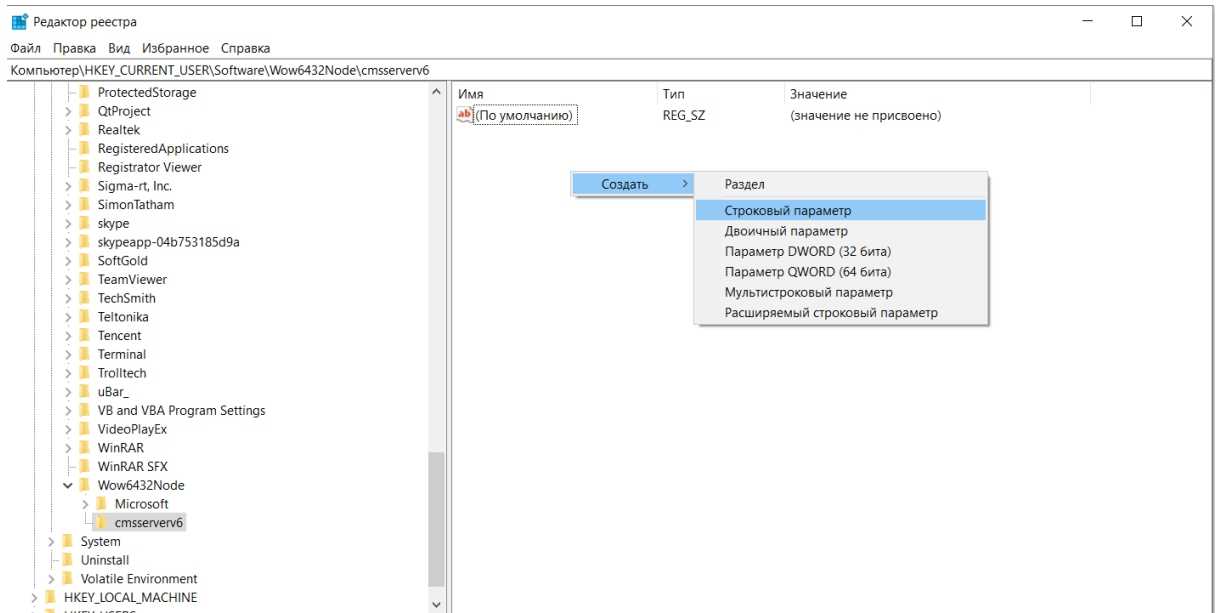 Редактор реестра
Файл Правка Вид Избранное Справка
Компьютер\HKEY_CURRENT_USER\Software\Wow6432Node\cmsserverv6
ProtectedStorage
QtProject
Realtek
RegisteredApplications
Registrator Viewer
Sigma-rt, Inc.
SimonTatham
skype
skypeapp-04b753185d9a
SoftGold
TeamViewer
TechSmith
Teltonika
Tencent
Terminal
Trolltech
uBar_
VB and VBA Program Settings
VideoPlayEx
WinRAR
WinRAR SFX
Wow6432Node
Microsoft
cmsserverv6
System
Uninstall
Volatile Environment
HKEY_LOCAL_MACHINE
Имя Тип Значение
ab (По умолчанию) REG_SZ (значение не присвоено)
Создать
Раздел
Строковый параметр
Двоичный параметр
Параметр DWORD (32 бита)
Параметр QWORD (64 бита)
Мультистроковый параметр
Расширяемый строковый параметр